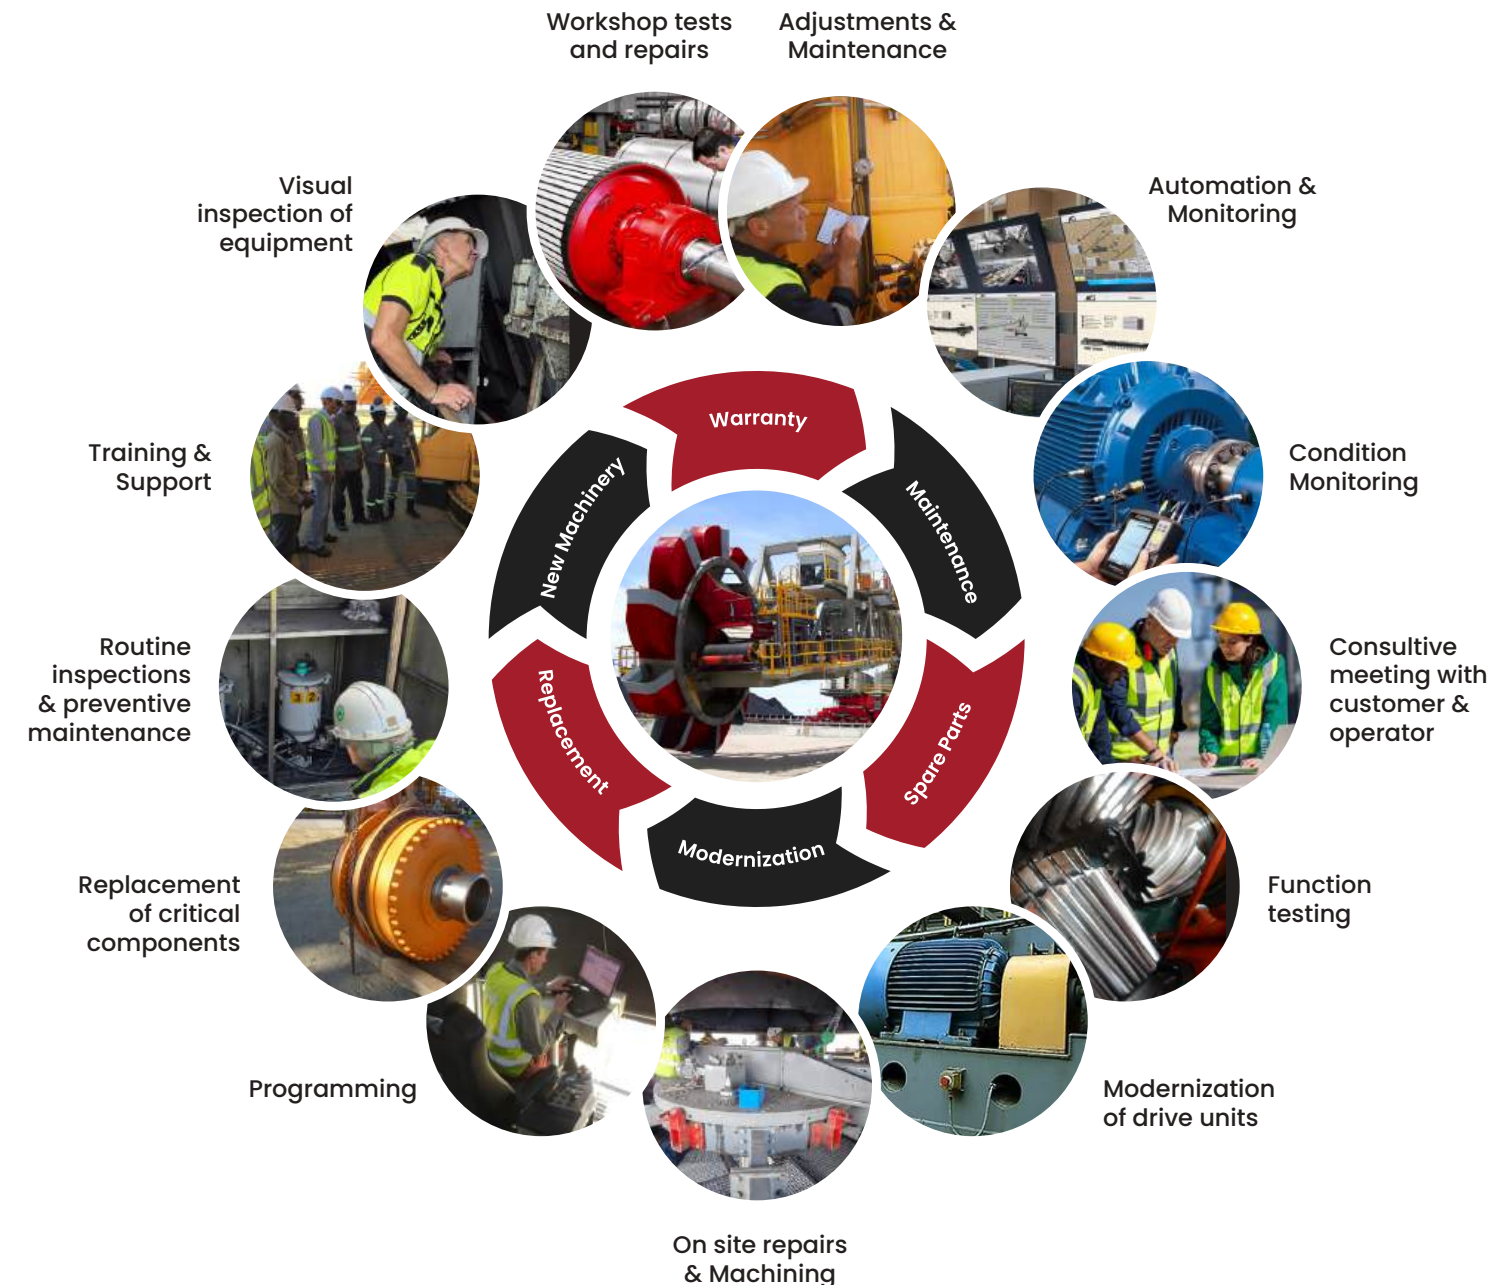 Workshop tests
and repairs
Adjustments &
Maintenance
Automation &
Monitoring
Condition
Monitoring
Consultive
meeting with
customer &
operator
Function
testing
Modernization
of drive units
On site repairs
& Machining
Programming
Replacement
of critical
components
Routine
inspections
& preventive
maintenance
Training &
Support
Visual
inspection of
equipment
Warranty
Maintenance
Spare Parts
Modernization
Replacement
New Machinery
3 2